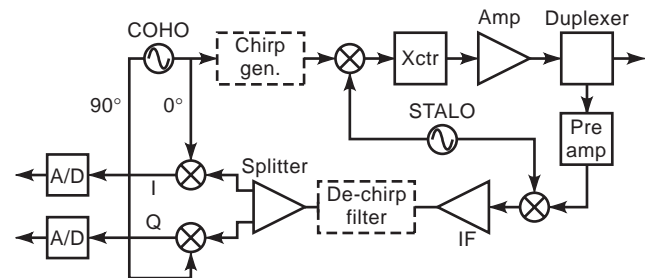 COHO
Chirp
gen.
Xctr
Amp
Duplexer
90°
0°
STALO
Pre
amp
A/D
I
Splitter
De-chirp
filter
IF
A/D
Q